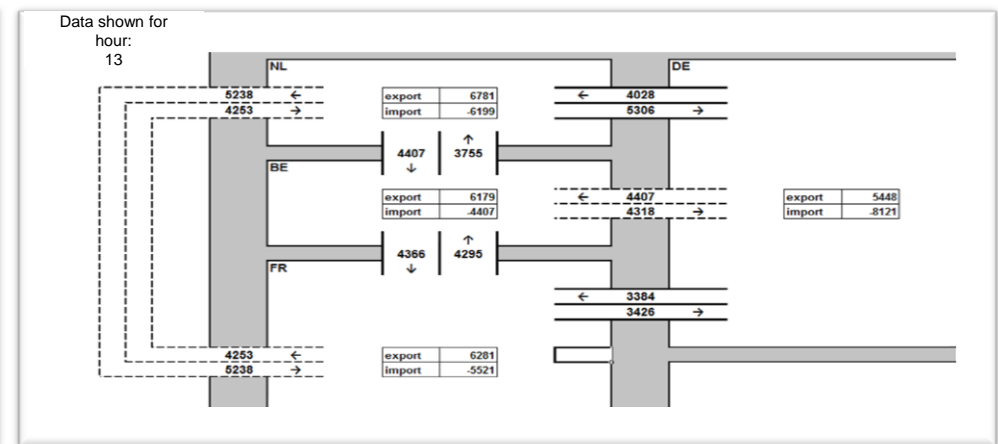 Data shown for
hour:
13
NL
DE
5238 ← export 6781 ← 4028
4253 → import -6199 5306 →
4407 ↓ ↑ 3755
BE
export 6179 ← 4407 export 5448
import -4407 4318 → import -8121
4366 ↓ ↑ 4295
FR
← 3384
3426 →
4253 ← export 6281
5238 → import -5521